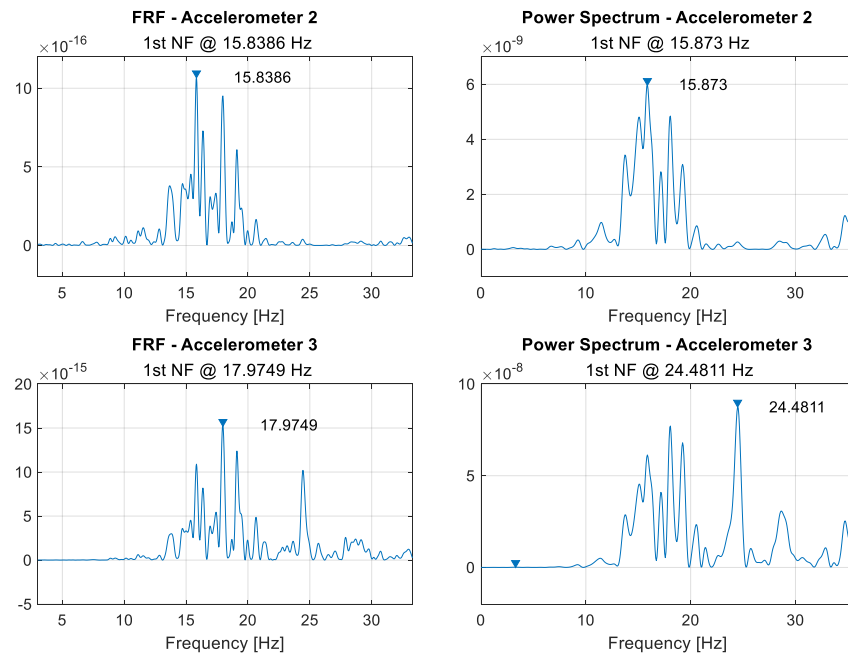 FRF - Accelerometer 2
1st NF @ 15.8386 Hz
×10-16
15.8386
10
5
0
5 10 15 20 25 30
Frequency [Hz]
Power Spectrum - Accelerometer 2
1st NF @ 15.873 Hz
×10-9
15.873
6
4
2
0
0 10 20 30
Frequency [Hz]
FRF - Accelerometer 3
1st NF @ 17.9749 Hz
×10-15
20
17.9749
15
10
5
0
-5
5 10 15 20 25 30
Frequency [Hz]
Power Spectrum - Accelerometer 3
1st NF @ 24.4811 Hz
×10-8
10
24.4811
5
0
0 10 20 30
Frequency [Hz]